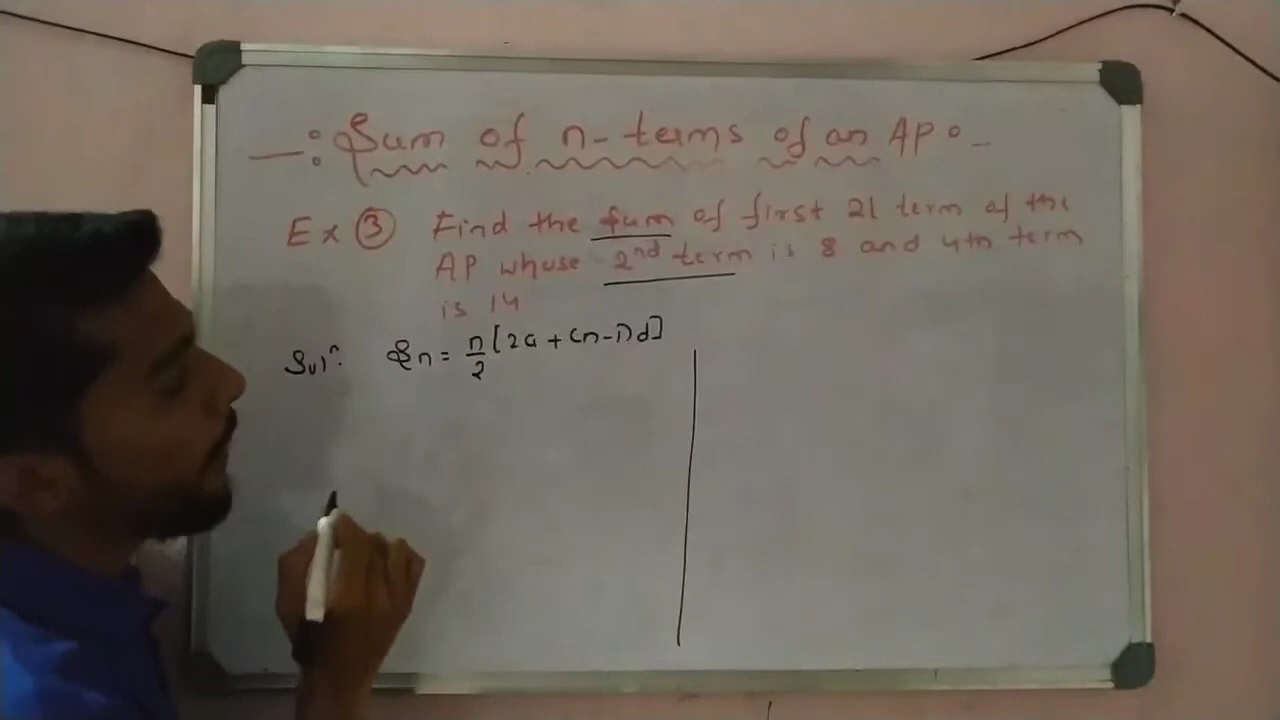 —: Sum of n-terms of an AP :-
Ex ③ Find the sum of first 21 term of the
AP whose 2nd term is 8 and 4th term
is 14
Solⁿ: Sn = n/2 [2a + (n-1)d]